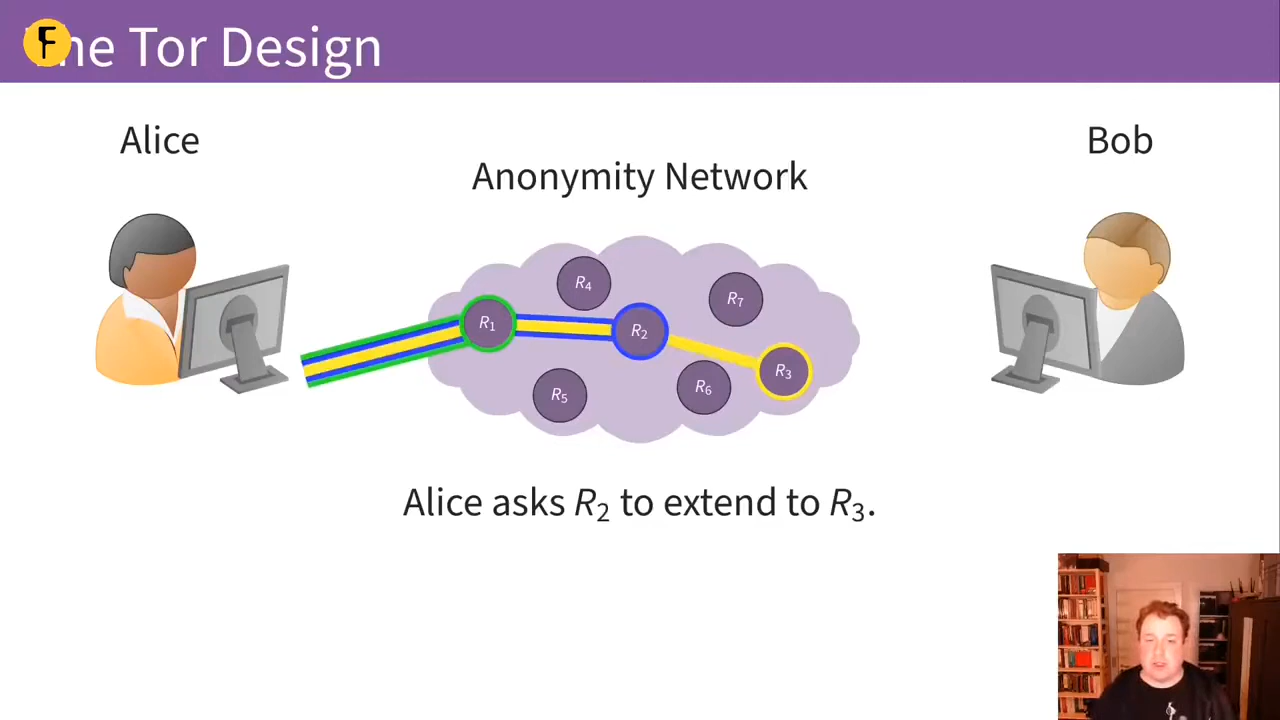 The Tor Design
Alice
Bob
Anonymity Network
R4
R7
R1
R2
R3
R6
R5
Alice asks R2 to extend to R3.